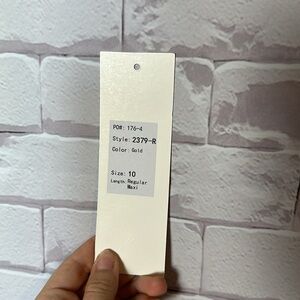 PO#: 176-4
Style: 2379-R
Color: Gold
Size: 10
Length: Regular
Maxi